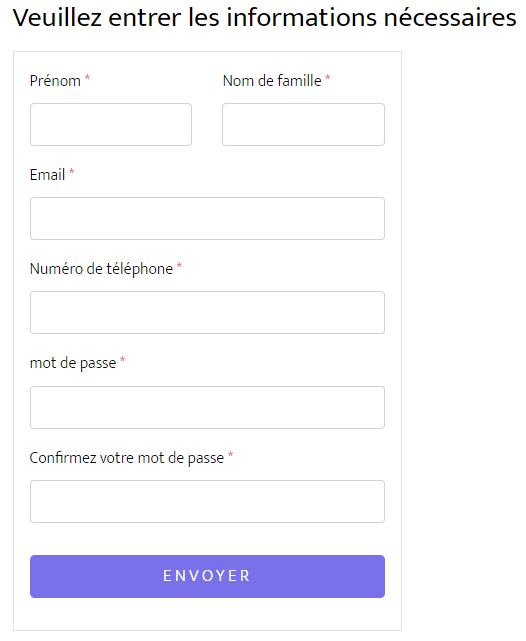 Veuillez entrer les informations nécessaires
Prénom * Nom de famille *
Email *
Numéro de téléphone *
mot de passe *
Confirmez votre mot de passe *
ENVOYER